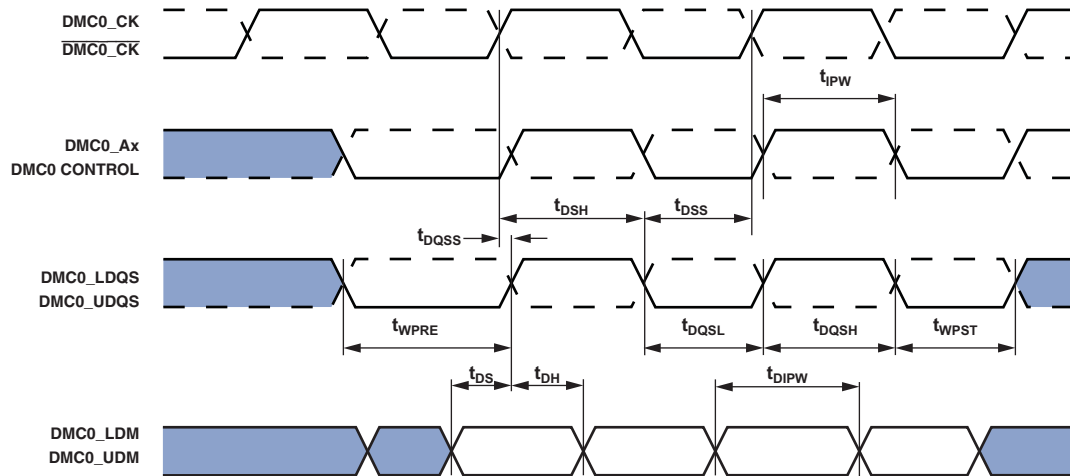 DMC0_CK
DMC0_CK
tIPW
DMC0_Ax
DMC0 CONTROL
tDSH
tDSS
tDQSS
DMC0_LDQS
DMC0_UDQS
tWPRE
tDQSL
tDQSH
tWPST
tDS
tDH
tDIPW
DMC0_LDM
DMC0_UDM